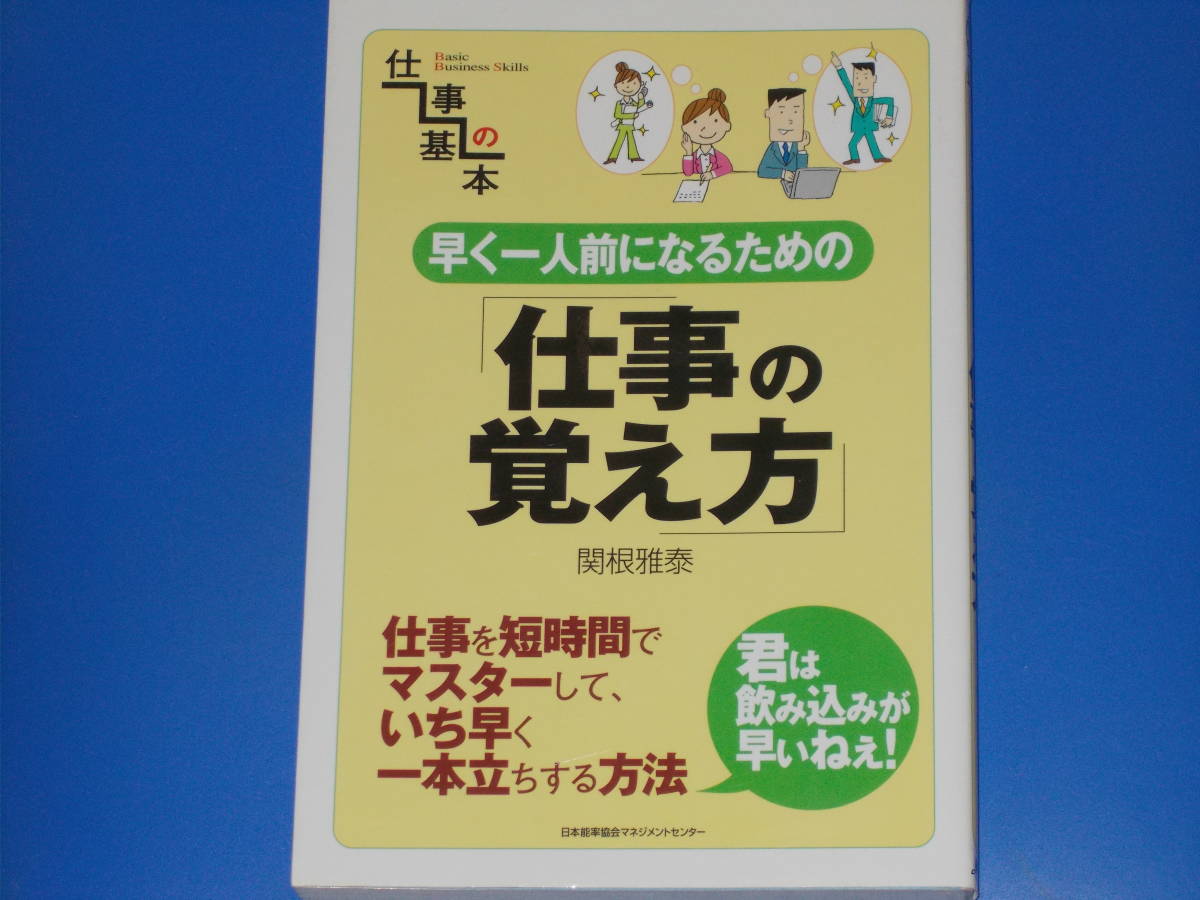 仕事の基本
Basic
Business Skills
早く一人前になるための
「仕事の
覚え方」
関根雅泰
仕事を短時間で
マスターして、
いち早く
一本立ちする方法
君は
飲み込みが
早いねぇ!
日本能率協会マネジメントセンター